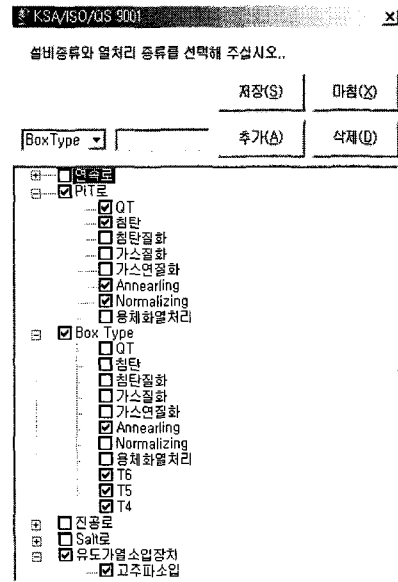 KSA/ISO/QS 9001
설비종류와 열처리 종류를 선택해 주십시오..
저장(S) 마침(X)
BoxType 추가(A) 삭제(D)
연속로
PIT로
QT
침탄
침탄질화
가스질화
가스연질화
Annearling
Normalizing
용체화열처리
Box Type
QT
침탄
침탄질화
가스질화
가스연질화
Annearling
Normalizing
용체화열처리
T6
T5
T4
진공로
Salt로
유도가열소입장치
고주파소입